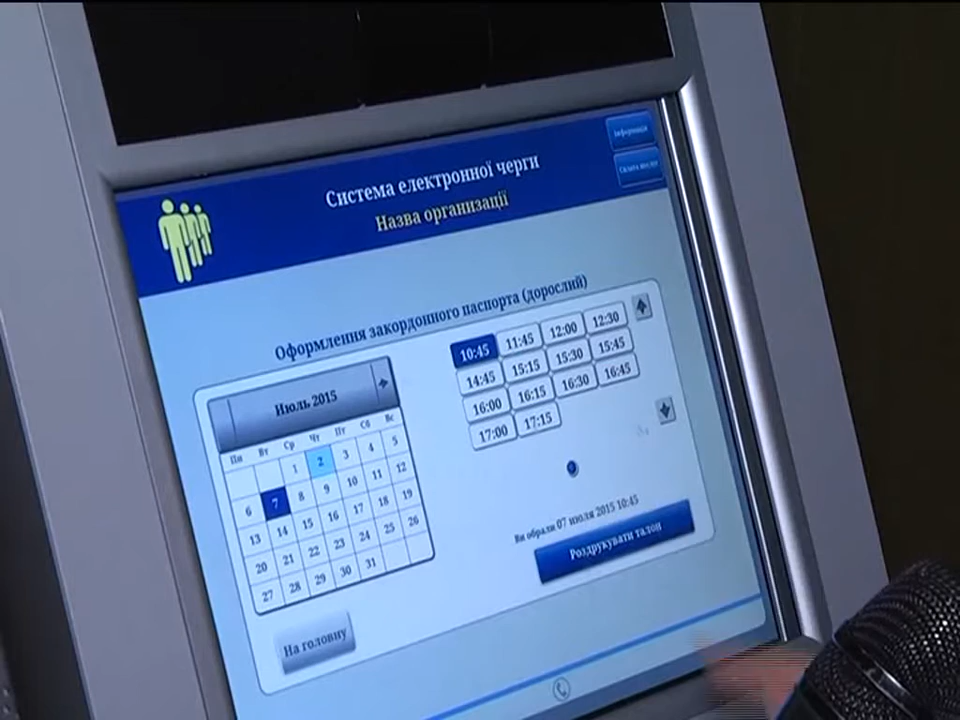 Інформація
Система електронної черги
Назва організації
Оформлення закордонного паспорта (дорослий)
Июль 2015
Пн Вт Ср Чт Пт Сб Вс
1 2 3 4 5
6 7 8 9 10 11 12
13 14 15 16 17 18 19
20 21 22 23 24 25 26
27 28 29 30 31
10:45 11:45 12:00 12:30
14:45 15:15 15:30 15:45
16:00 16:15 16:30 16:45
17:00 17:15
Ви обрали 07 июля 2015 10:45
Роздрукувати талон
На головну